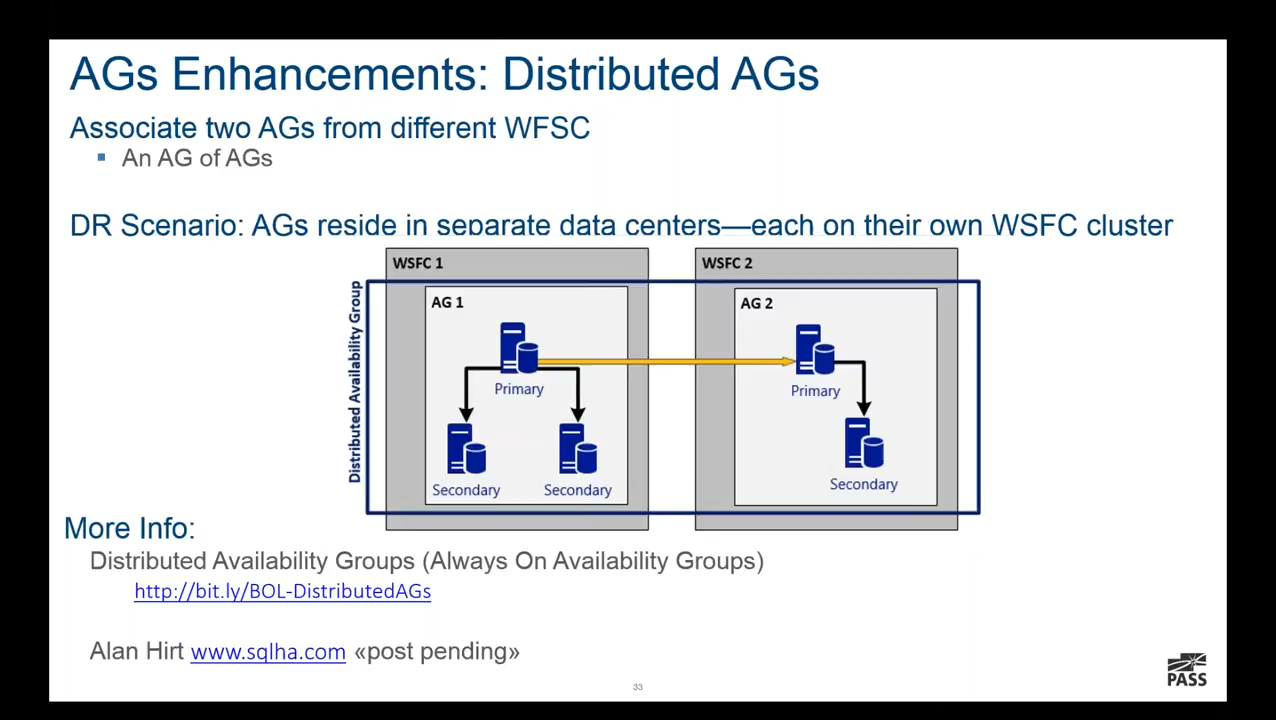 AGs Enhancements: Distributed AGs
Associate two AGs from different WFSC
An AG of AGs
DR Scenario: AGs reside in separate data centers—each on their own WSFC cluster
WSFC 1
WSFC 2
Distributed Availability Group
AG 1
AG 2
Primary
Primary
Secondary
Secondary
Secondary
More Info:
Distributed Availability Groups (Always On Availability Groups)
http://bit.ly/BOL-DistributedAGs
Alan Hirt www.sqlha.com «post pending»
33
PASS